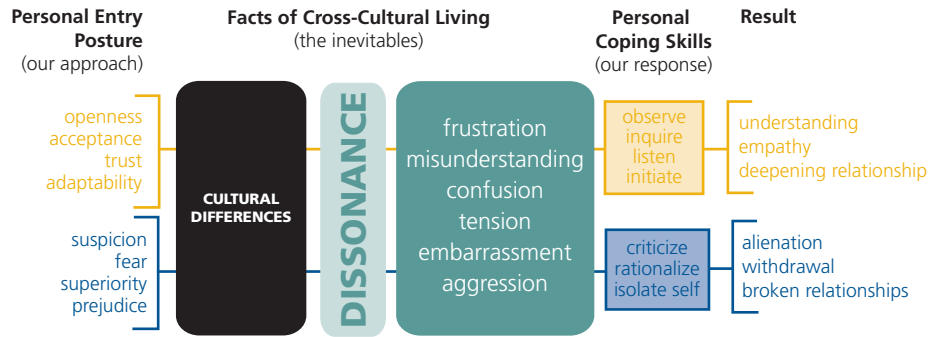 Personal Entry
Posture
(our approach)
Facts of Cross-Cultural Living
(the inevitables)
Personal
Coping Skills
(our response)
Result
openness
acceptance
trust
adaptability
suspicion
fear
superiority
prejudice
CULTURAL
DIFFERENCES
DISSONANCE
frustration
misunderstanding
confusion
tension
embarrassment
aggression
observe
inquire
listen
initiate
criticize
rationalize
isolate self
understanding
empathy
deepening relationship
alienation
withdrawal
broken relationships